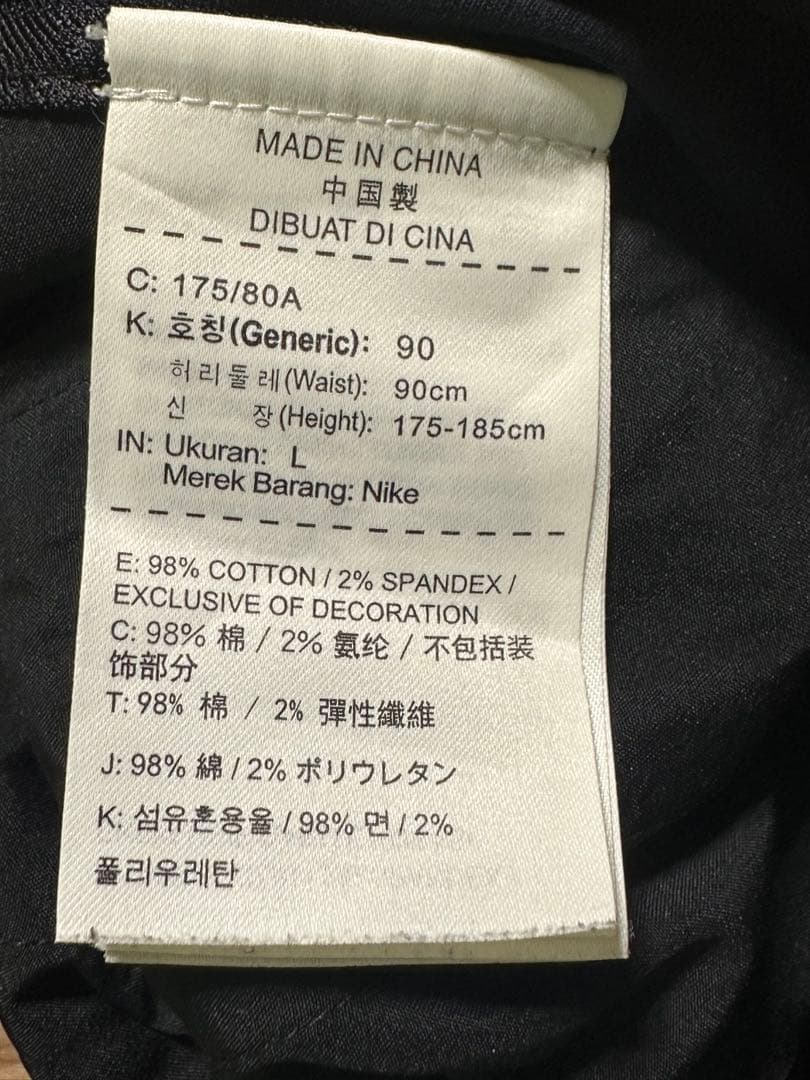 MADE IN CHINA
中国製
DIBUAT DI CINA
C: 175/80A
K: 호칭(Generic): 90
허리둘레(Waist): 90cm
신 장(Height): 175-185cm
IN: Ukuran: L
Merek Barang: Nike
E: 98% COTTON / 2% SPANDEX /
EXCLUSIVE OF DECORATION
C: 98% 棉 / 2% 氨纶 / 不包括装
饰部分
T: 98% 棉 / 2% 彈性纖維
J: 98% 綿 / 2% ポリウレタン
K: 섬유혼용율 / 98% 면 / 2%
폴리우레탄